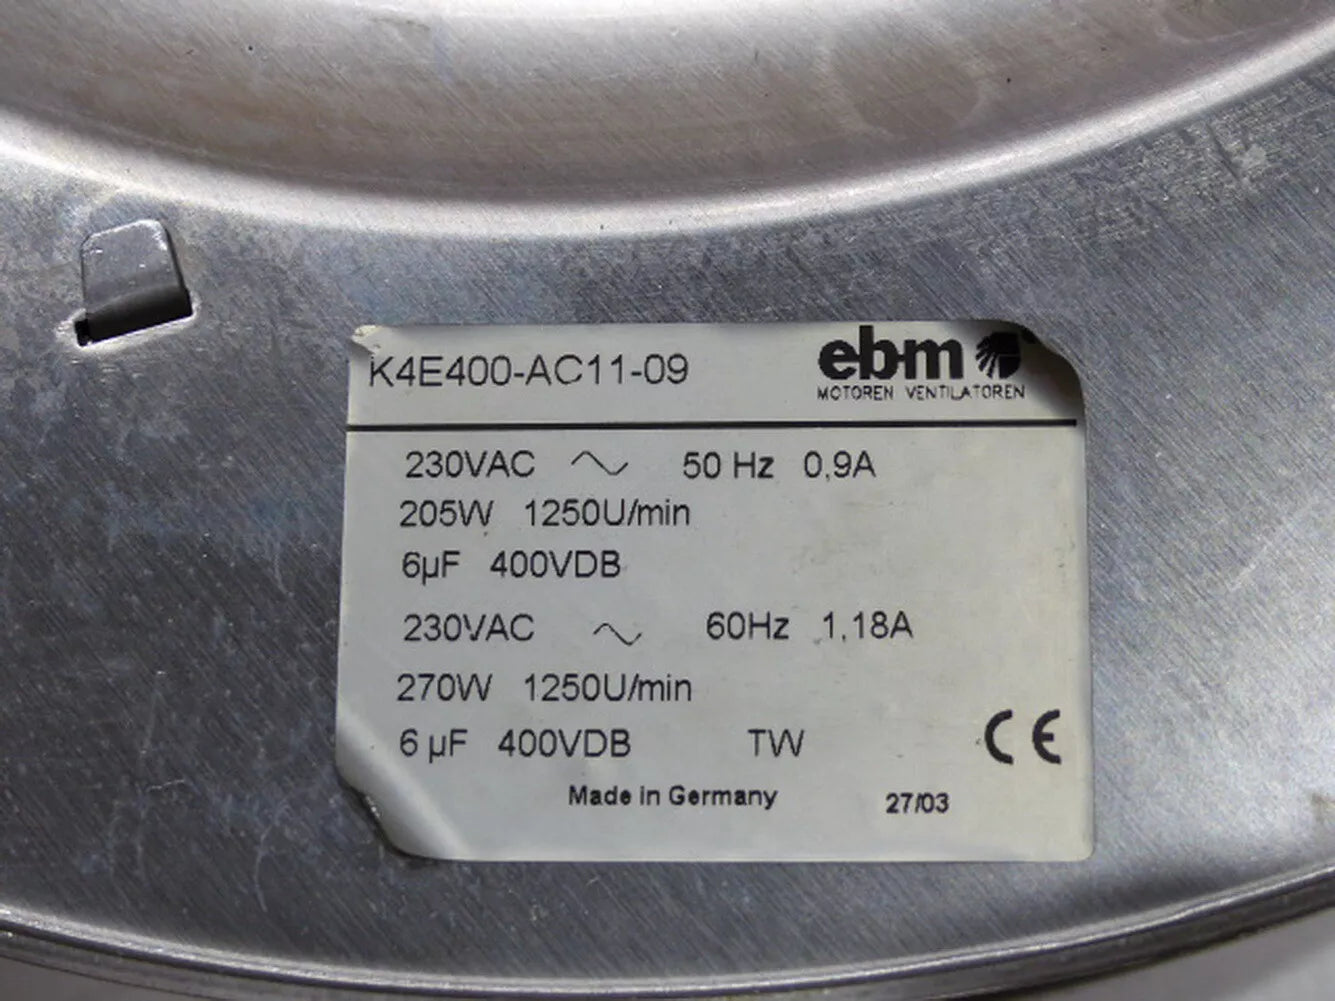 K4E400-AC11-09
ebm
MOTOREN VENTILATOREN
230VAC 50 Hz 0,9A
205W 1250U/min
6µF 400VDB
230VAC 60Hz 1,18A
270W 1250U/min
6 µF 400VDB TW
CE
Made in Germany 27/03